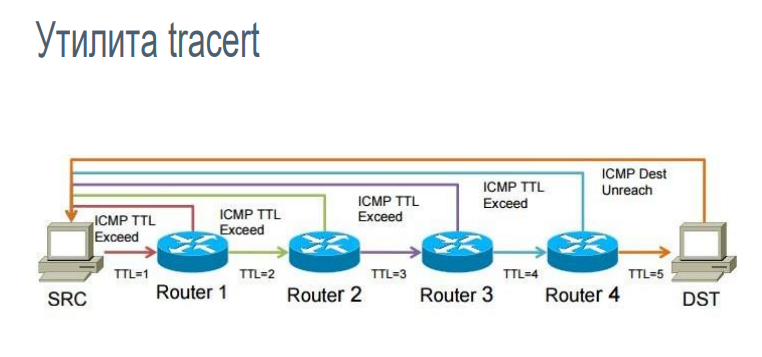 Утилита tracert
ICMP TTL
Exceed
ICMP TTL
Exceed
ICMP TTL
Exceed
ICMP TTL
Exceed
ICMP Dest
Unreach
TTL=1
TTL=2
TTL=3
TTL=4
TTL=5
SRC
Router 1
Router 2
Router 3
Router 4
DST